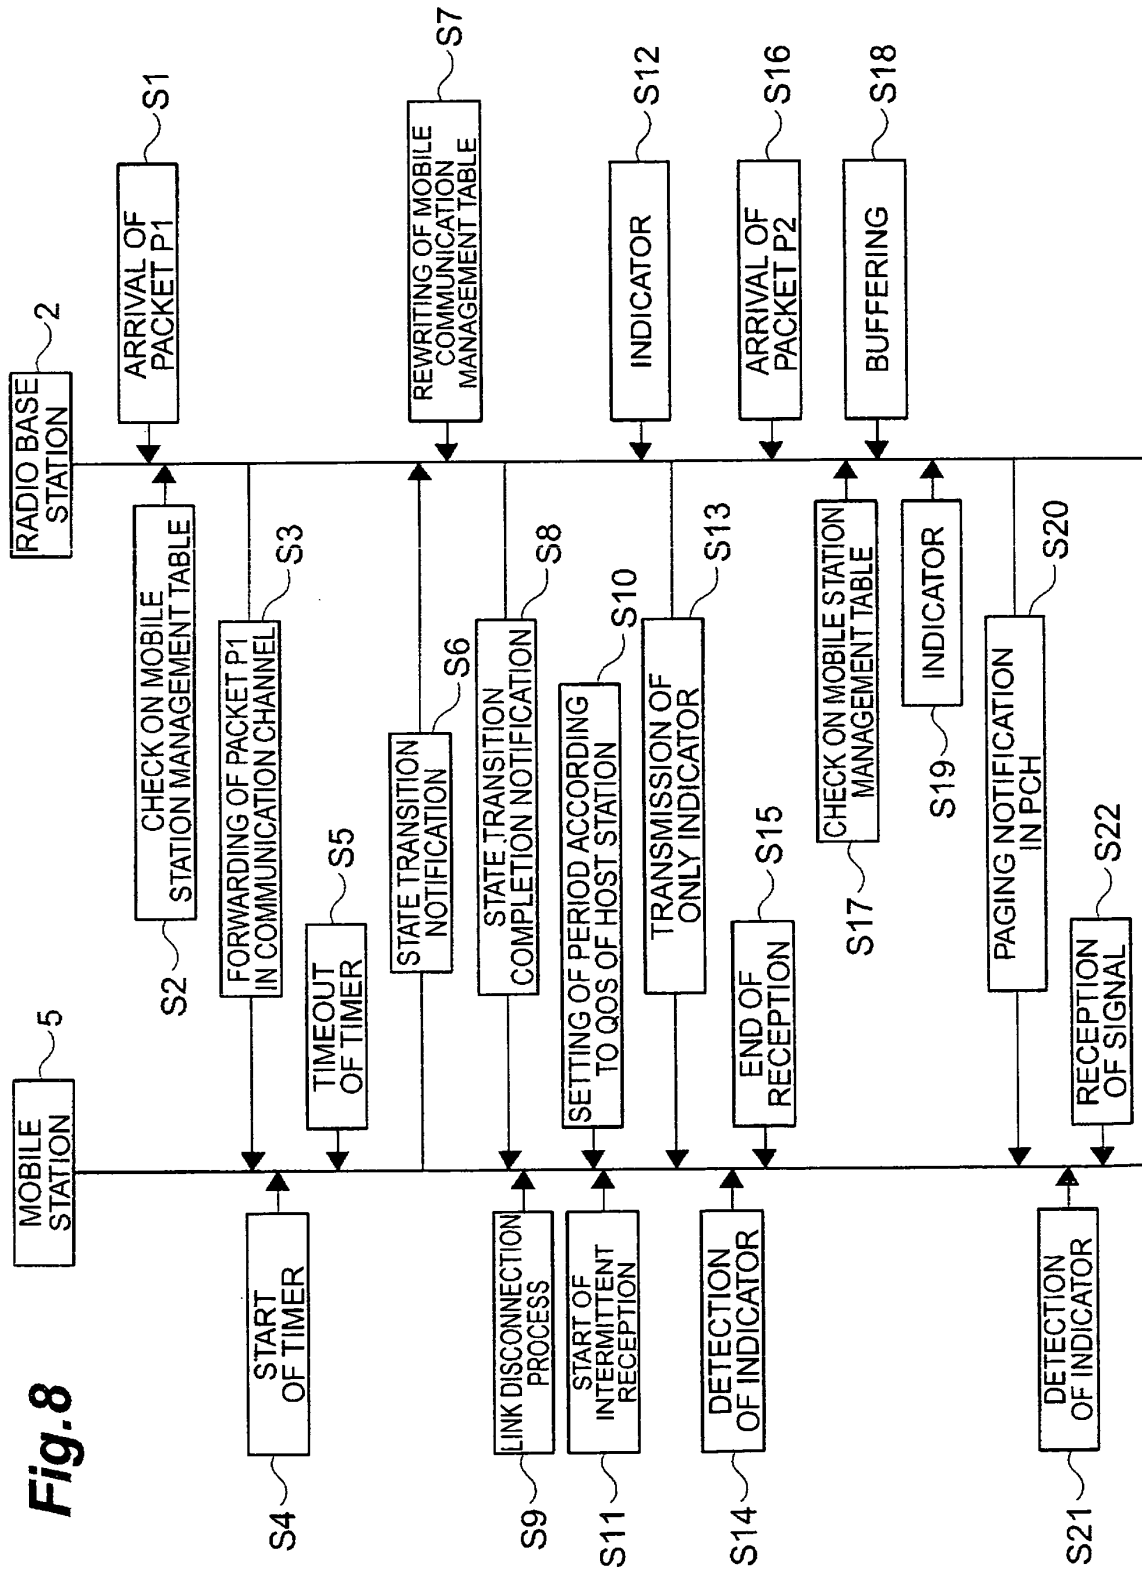 Fig.8
MOBILE
STATION
5
RADIO BASE
STATION
2
ARRIVAL OF
PACKET P1
S1
CHECK ON MOBILE
STATION MANAGEMENT TABLE
S2
FORWARDING OF PACKET P1
IN COMMUNICATION CHANNEL
S3
START
OF TIMER
S4
TIMEOUT
OF TIMER
S5
STATE TRANSITION
NOTIFICATION
S6
REWRITING OF MOBILE
COMMUNICATION
MANAGEMENT TABLE
S7
STATE TRANSITION
COMPLETION NOTIFICATION
S8
LINK DISCONNECTION
PROCESS
S9
SETTING OF PERIOD ACCORDING
TO QOS OF HOST STATION
S10
START OF
INTERMITTENT
RECEPTION
S11
INDICATOR
S12
TRANSMISSION OF
ONLY INDICATOR
S13
DETECTION
OF INDICATOR
S14
END OF
RECEPTION
S15
ARRIVAL OF
PACKET P2
S16
CHECK ON MOBILE STATION
MANAGEMENT TABLE
S17
BUFFERING
S18
INDICATOR
S19
PAGING NOTIFICATION
IN PCH
S20
DETECTION
OF INDICATOR
S21
RECEPTION
OF SIGNAL
S22